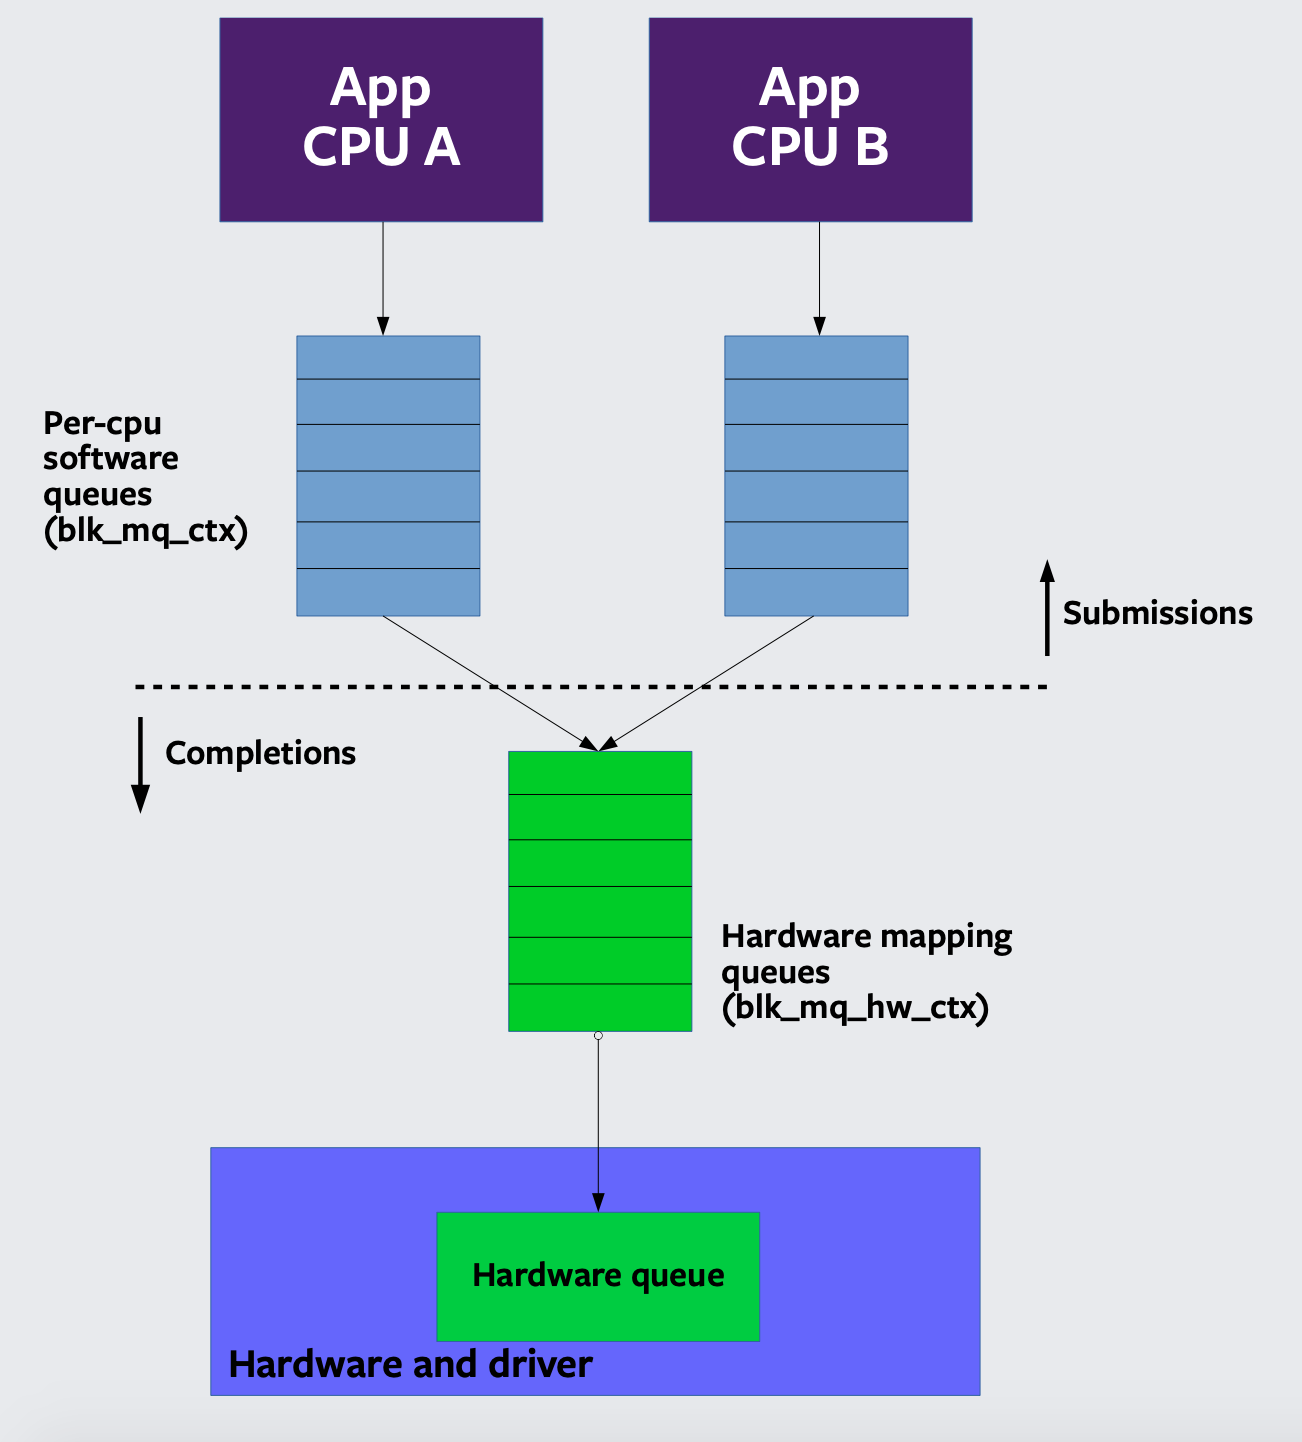 App
CPU A
App
CPU B
Per-cpu
software
queues
(blk_mq_ctx)
Submissions
Completions
Hardware mapping
queues
(blk_mq_hw_ctx)
Hardware queue
Hardware and driver